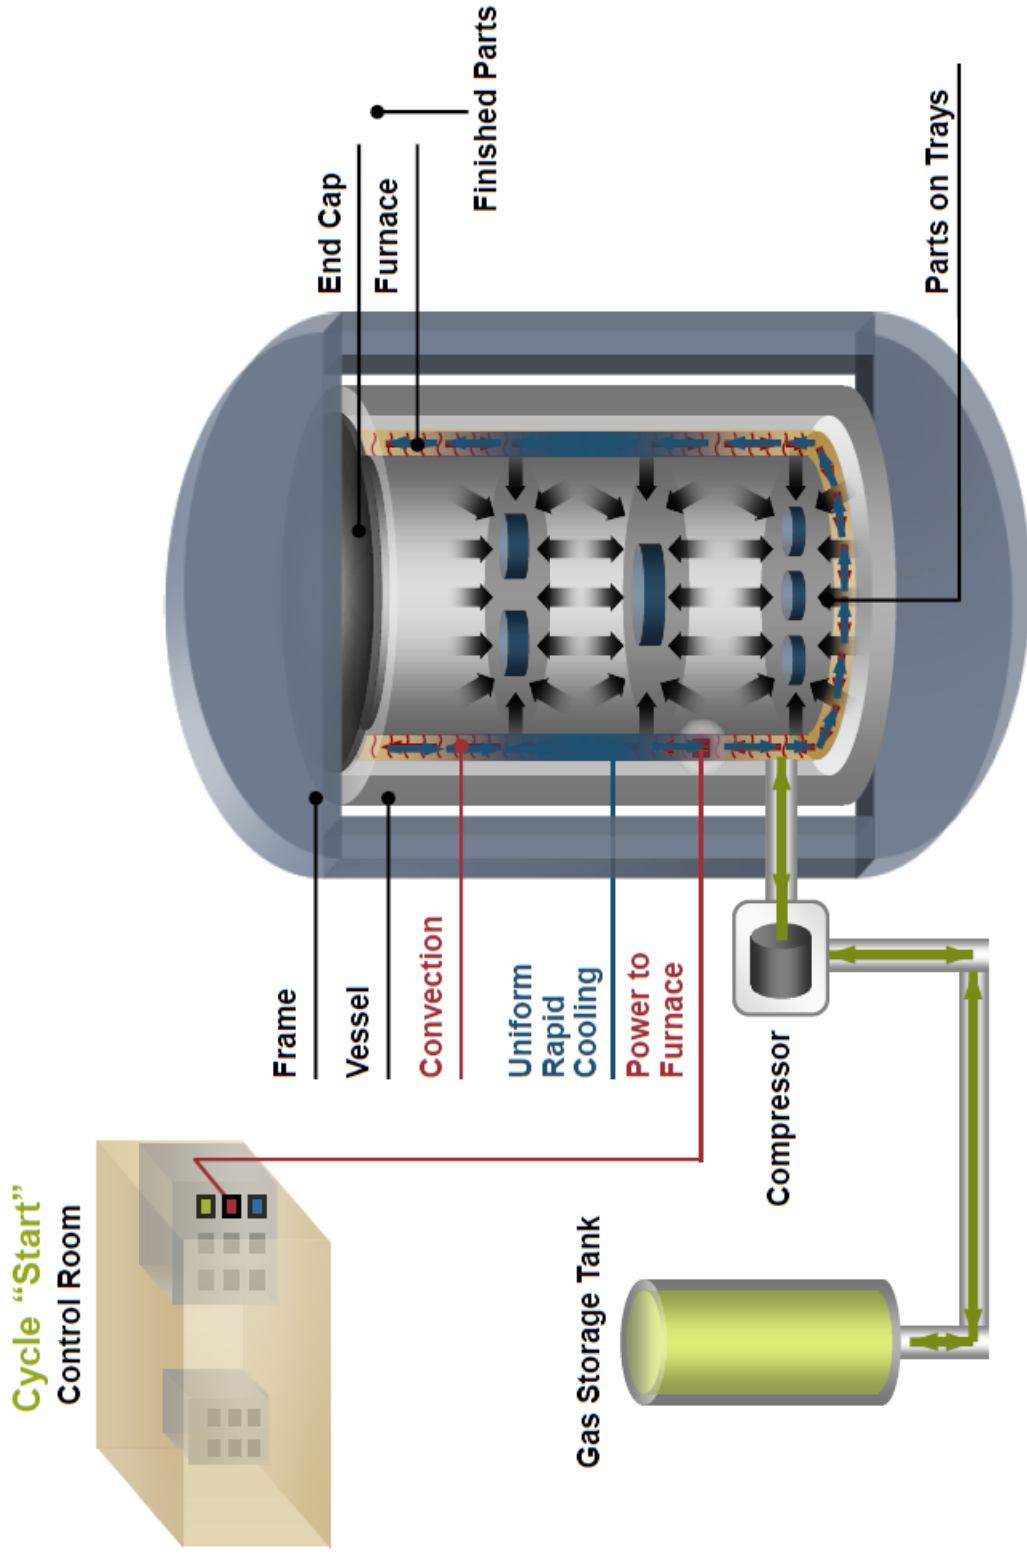 Cycle “Start”
Control Room
Frame
Vessel
Convection
Uniform
Rapid
Cooling
Power to
Furnace
End Cap
Furnace
Finished Parts
Gas Storage Tank
Compressor
Parts on Trays